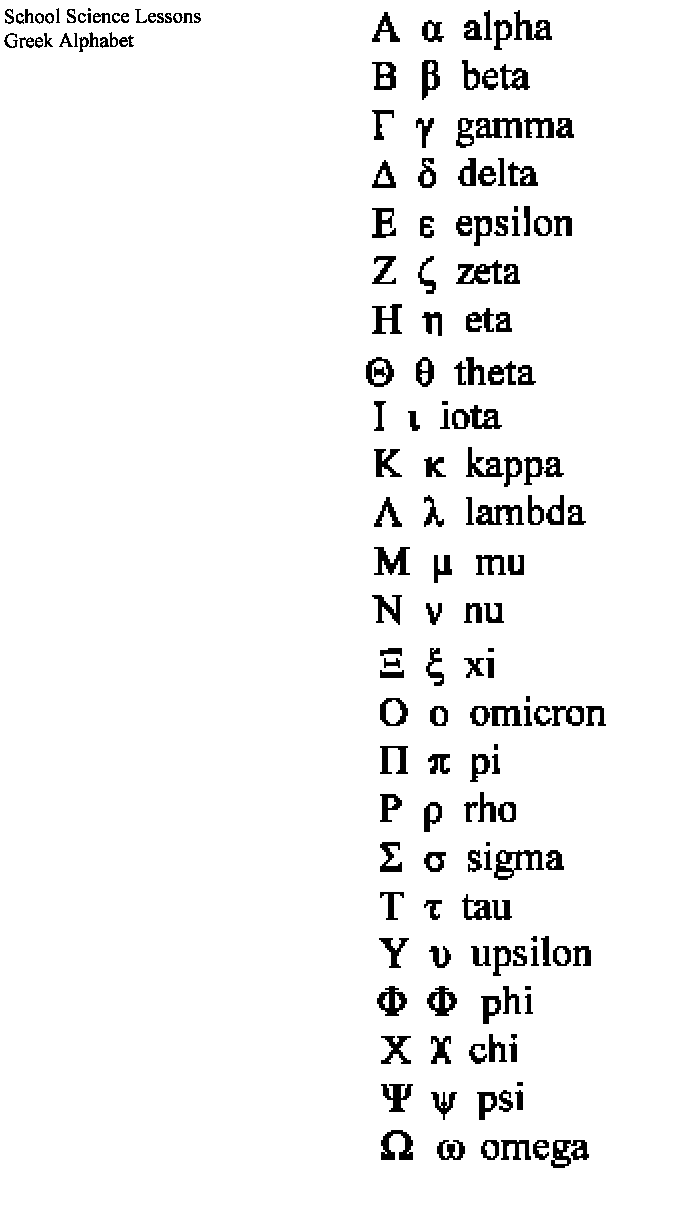 School Science Lessons
Greek Alphabet
Α α alpha
Β β beta
Γ γ gamma
Δ δ delta
Ε ε epsilon
Ζ ζ zeta
Η η eta
Θ θ theta
Ι ι iota
Κ κ kappa
Λ λ lambda
Μ μ mu
Ν ν nu
Ξ ξ xi
Ο ο omicron
Π π pi
Ρ ρ rho
Σ σ sigma
Τ τ tau
Υ υ upsilon
Φ Φ phi
Χ χ chi
Ψ ψ psi
Ω ω omega